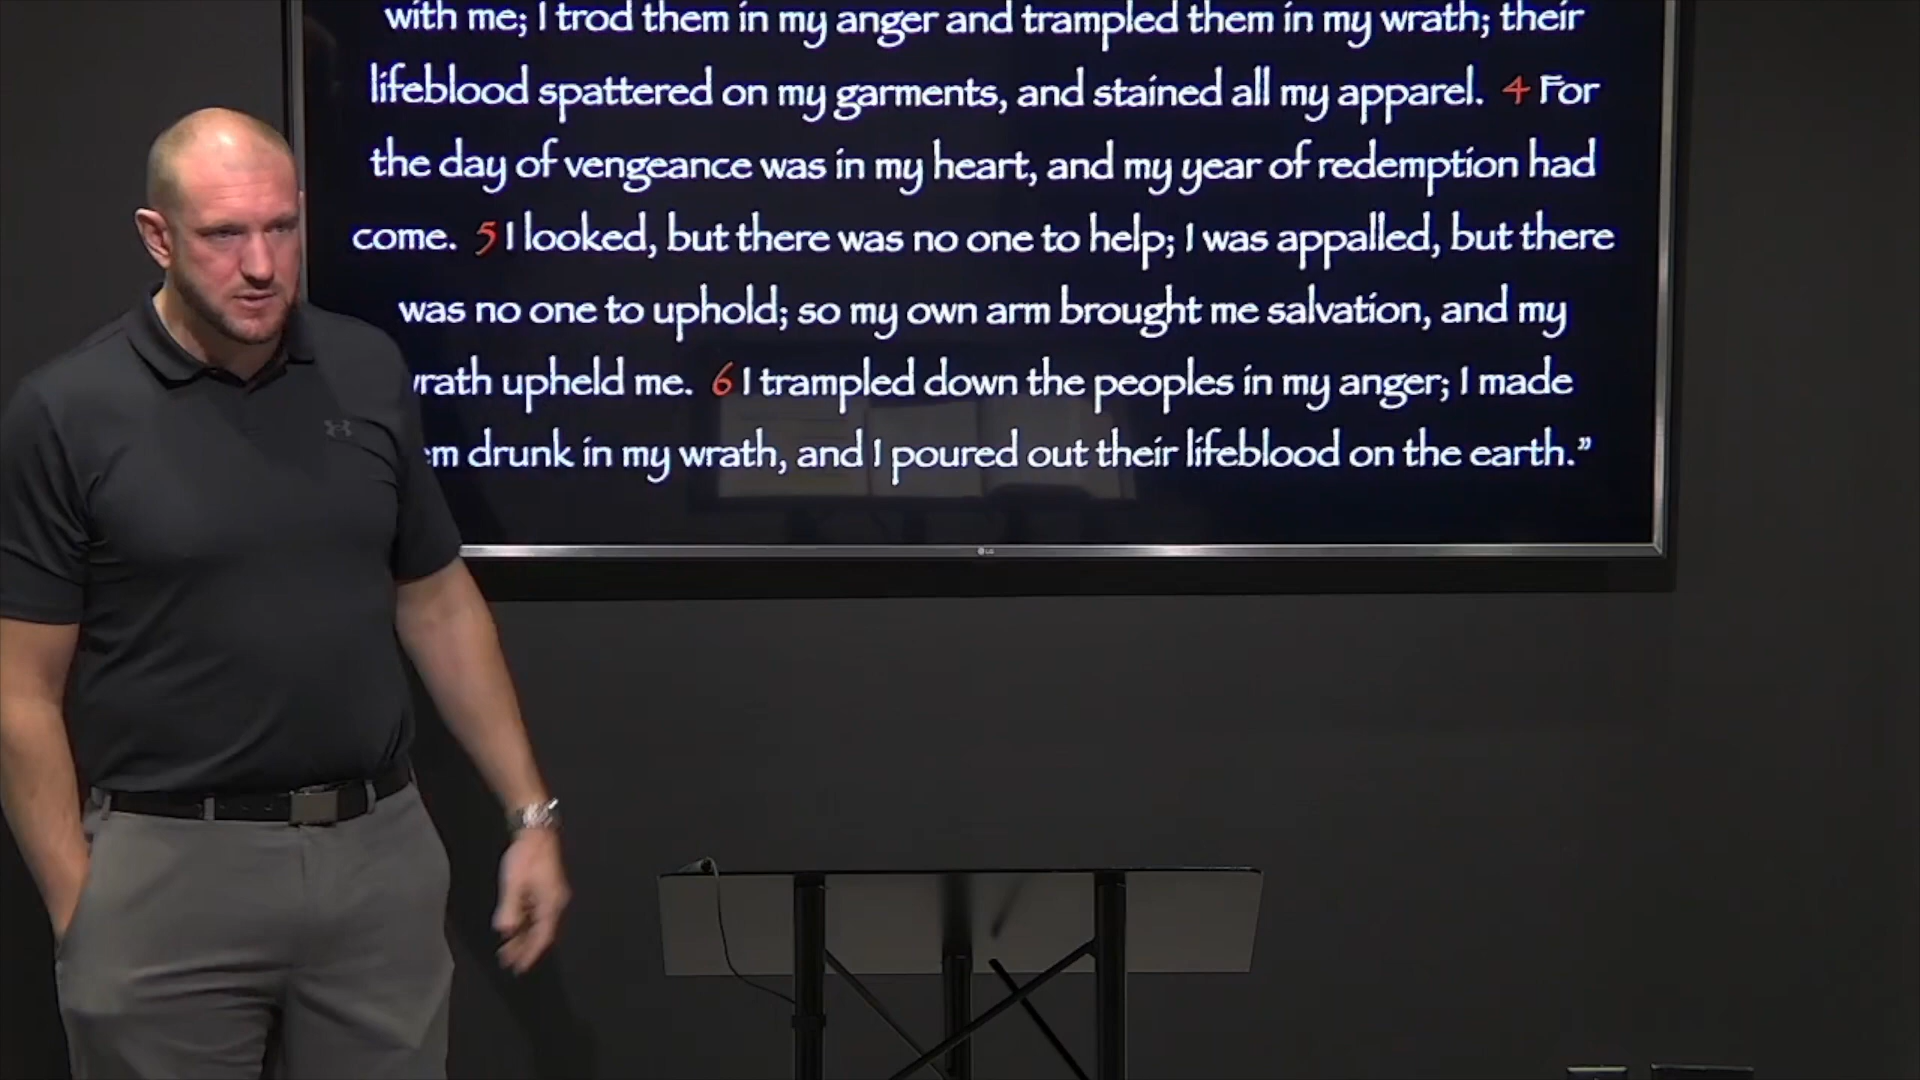 with me; I trod them in my anger and trampled them in my wrath; their
lifeblood spattered on my garments, and stained all my apparel. 4 For
the day of vengeance was in my heart, and my year of redemption had
come. 5 I looked, but there was no one to help; I was appalled, but there
was no one to uphold; so my own arm brought me salvation, and my
rath upheld me. 6 I trampled down the peoples in my anger; I made
em drunk in my wrath, and I poured out their lifeblood on the earth.”
LG